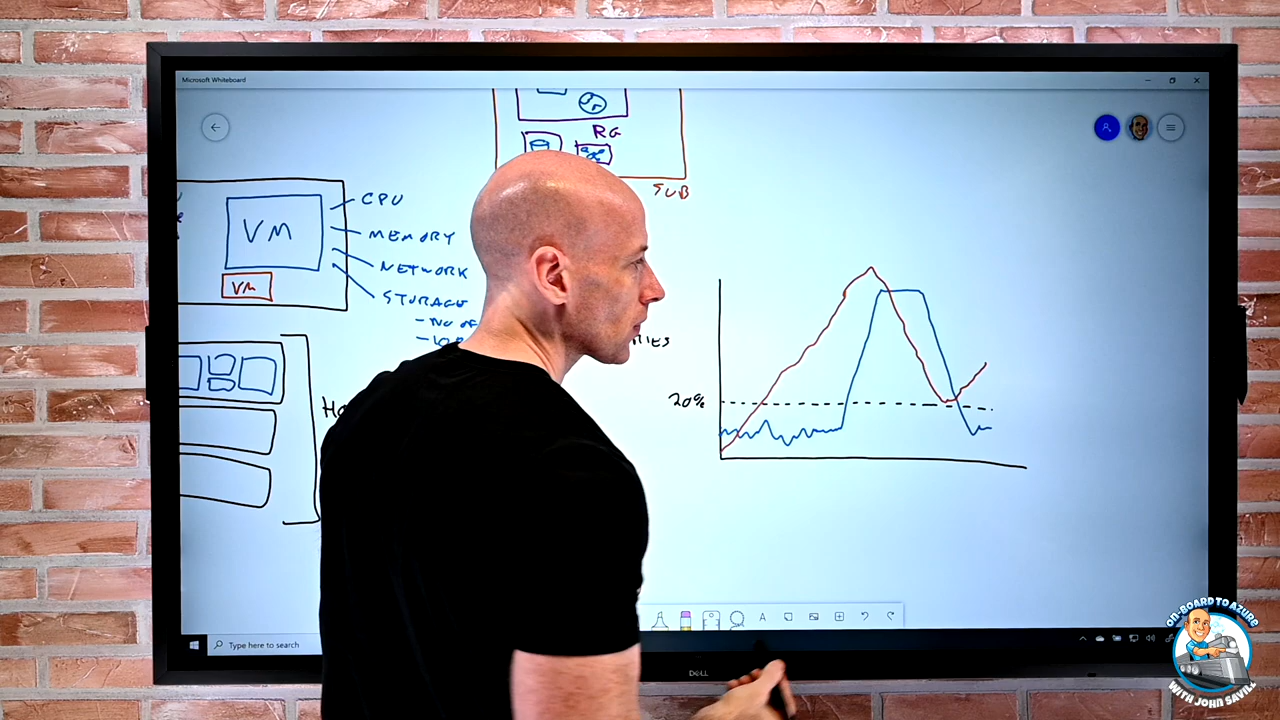 Microsoft Whiteboard
RG
SUB
VM
CPU
MEMORY
NETWORK
STORAGE
VM
20%
Type here to search
DELL
ON-BOARD TO AZURE
WITH JOHN SAVILL